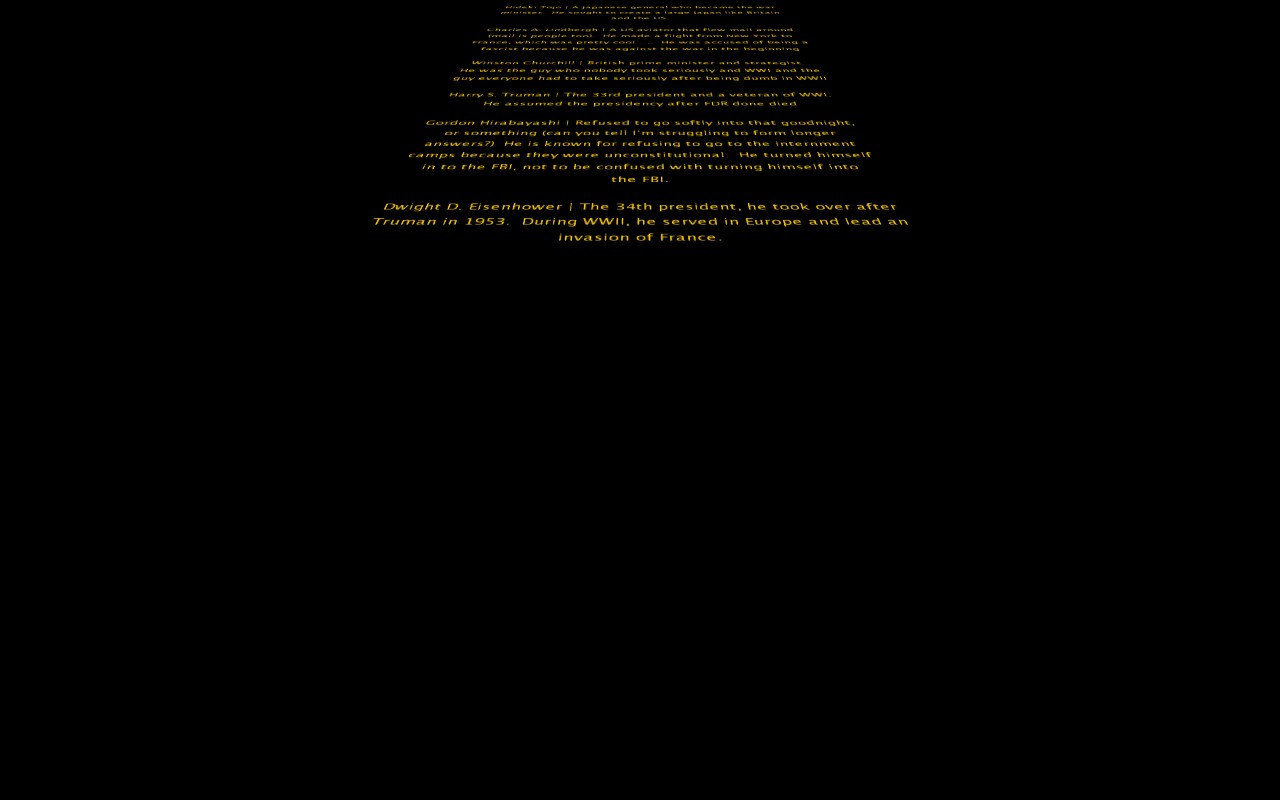 Hideki Tojo | A Japanese general who became the war
minister. He sought to create a large Japan like Britain
and the US.
Charles A. Lindbergh | A US aviator that flew mail around
(mail is people too). He made a flight from New York to
France, which was pretty cool. He was accused of being a
fascist because he was against the war in the beginning
Winston Churchill | British prime minister and strategist.
He was the guy who nobody took seriously and WWI and the
guy everyone had to take seriously after being dumb in WWII
Harry S. Truman | The 33rd president and a veteran of WWI.
He assumed the presidency after FDR done died
Gordon Hirabayashi | Refused to go softly into that goodnight,
or something (can you tell I'm struggling to form longer
answers?) He is known for refusing to go to the internment
camps because they were unconstitutional. He turned himself
in to the FBI, not to be confused with turning himself into
the FBI.
Dwight D. Eisenhower | The 34th president, he took over after
Truman in 1953. During WWII, he served in Europe and lead an
invasion of France.